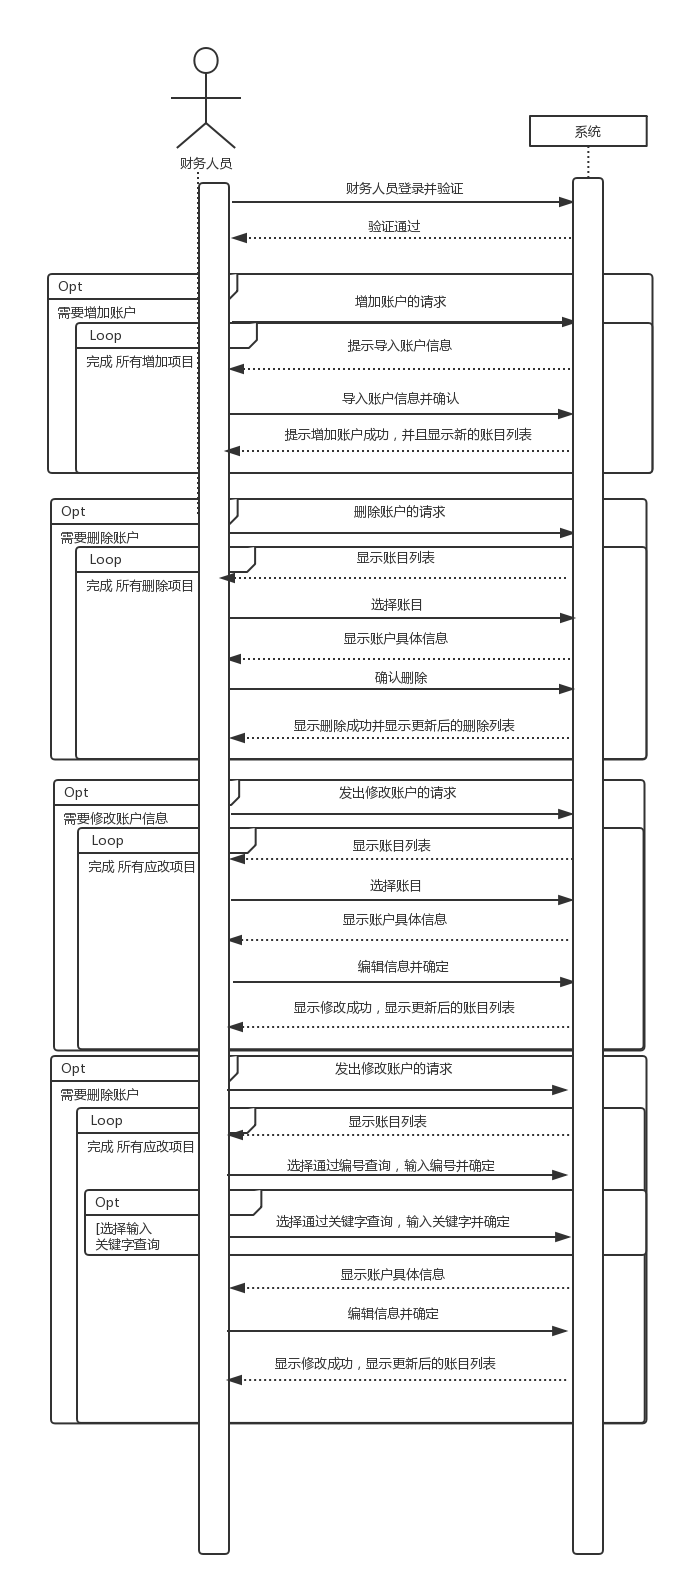 系统
财务人员
财务人员登录并验证
验证通过
Opt
需要增加账户
增加账户的请求
Loop
完成 所有增加项目
提示导入账户信息
导入账户信息并确认
提示增加账户成功，并且显示新的账目列表
Opt
需要删除账户
删除账户的请求
Loop
完成 所有删除项目
显示账目列表
选择账目
显示账户具体信息
确认删除
显示删除成功并显示更新后的删除列表
Opt
需要修改账户信息
发出修改账户的请求
Loop
完成 所有应改项目
显示账目列表
选择账目
显示账户具体信息
编辑信息并确定
显示修改成功，显示更新后的账目列表
Opt
需要删除账户
发出修改账户的请求
Loop
完成 所有应改项目
显示账目列表
选择通过编号查询，输入编号并确定
Opt
[选择输入
关键字查询
选择通过关键字查询，输入关键字并确定
显示账户具体信息
编辑信息并确定
显示修改成功，显示更新后的账目列表